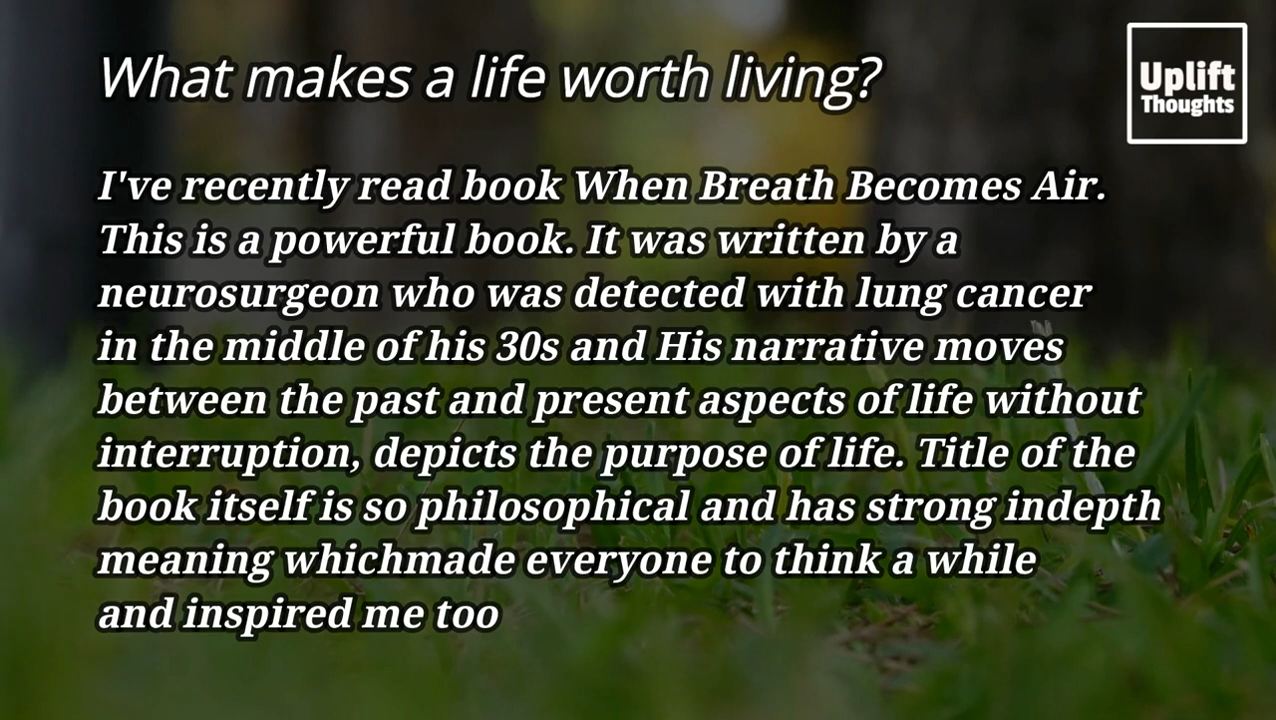 What makes a life worth living?
Uplift
Thoughts
I've recently read book When Breath Becomes Air.
This is a powerful book. It was written by a
neurosurgeon who was detected with lung cancer
in the middle of his 30s and His narrative moves
between the past and present aspects of life without
interruption, depicts the purpose of life. Title of the
book itself is so philosophical and has strong indepth
meaning whichmade everyone to think a while
and inspired me too